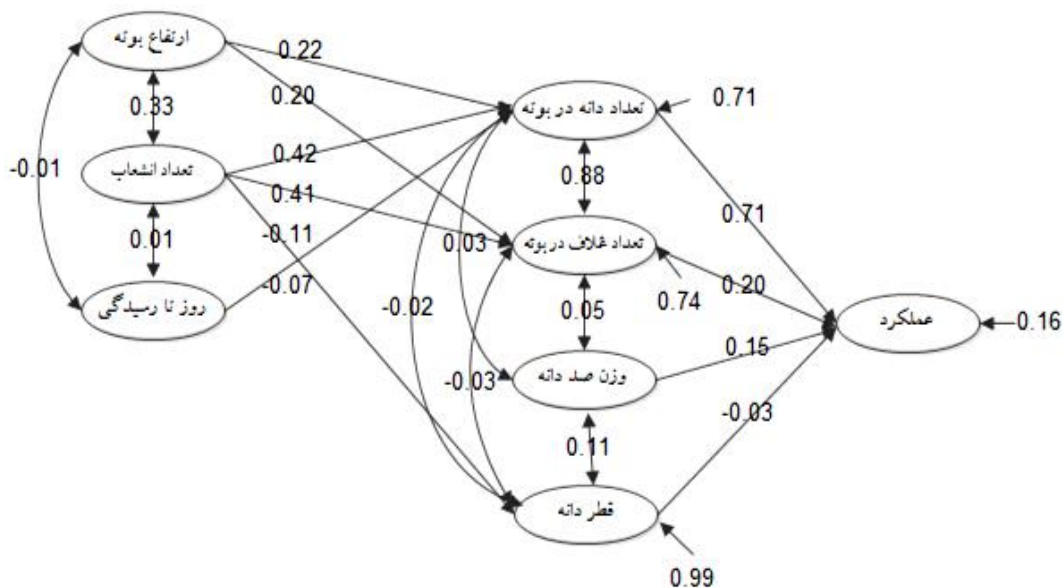 ارتفاع بوته
0.22
0.20
0.33
-0.01
تعداد انشعاب
0.42
0.41
0.01
-0.11
روز تا رسیدگی
-0.07
تعداد دانه در بوته
0.71
0.88
0.71
0.03
تعداد غلاف در بوته
0.74
0.20
-0.02
0.05
عملکرد
0.16
وزن صد دانه
0.15
-0.03
-0.03
0.11
قطر دانه
0.99